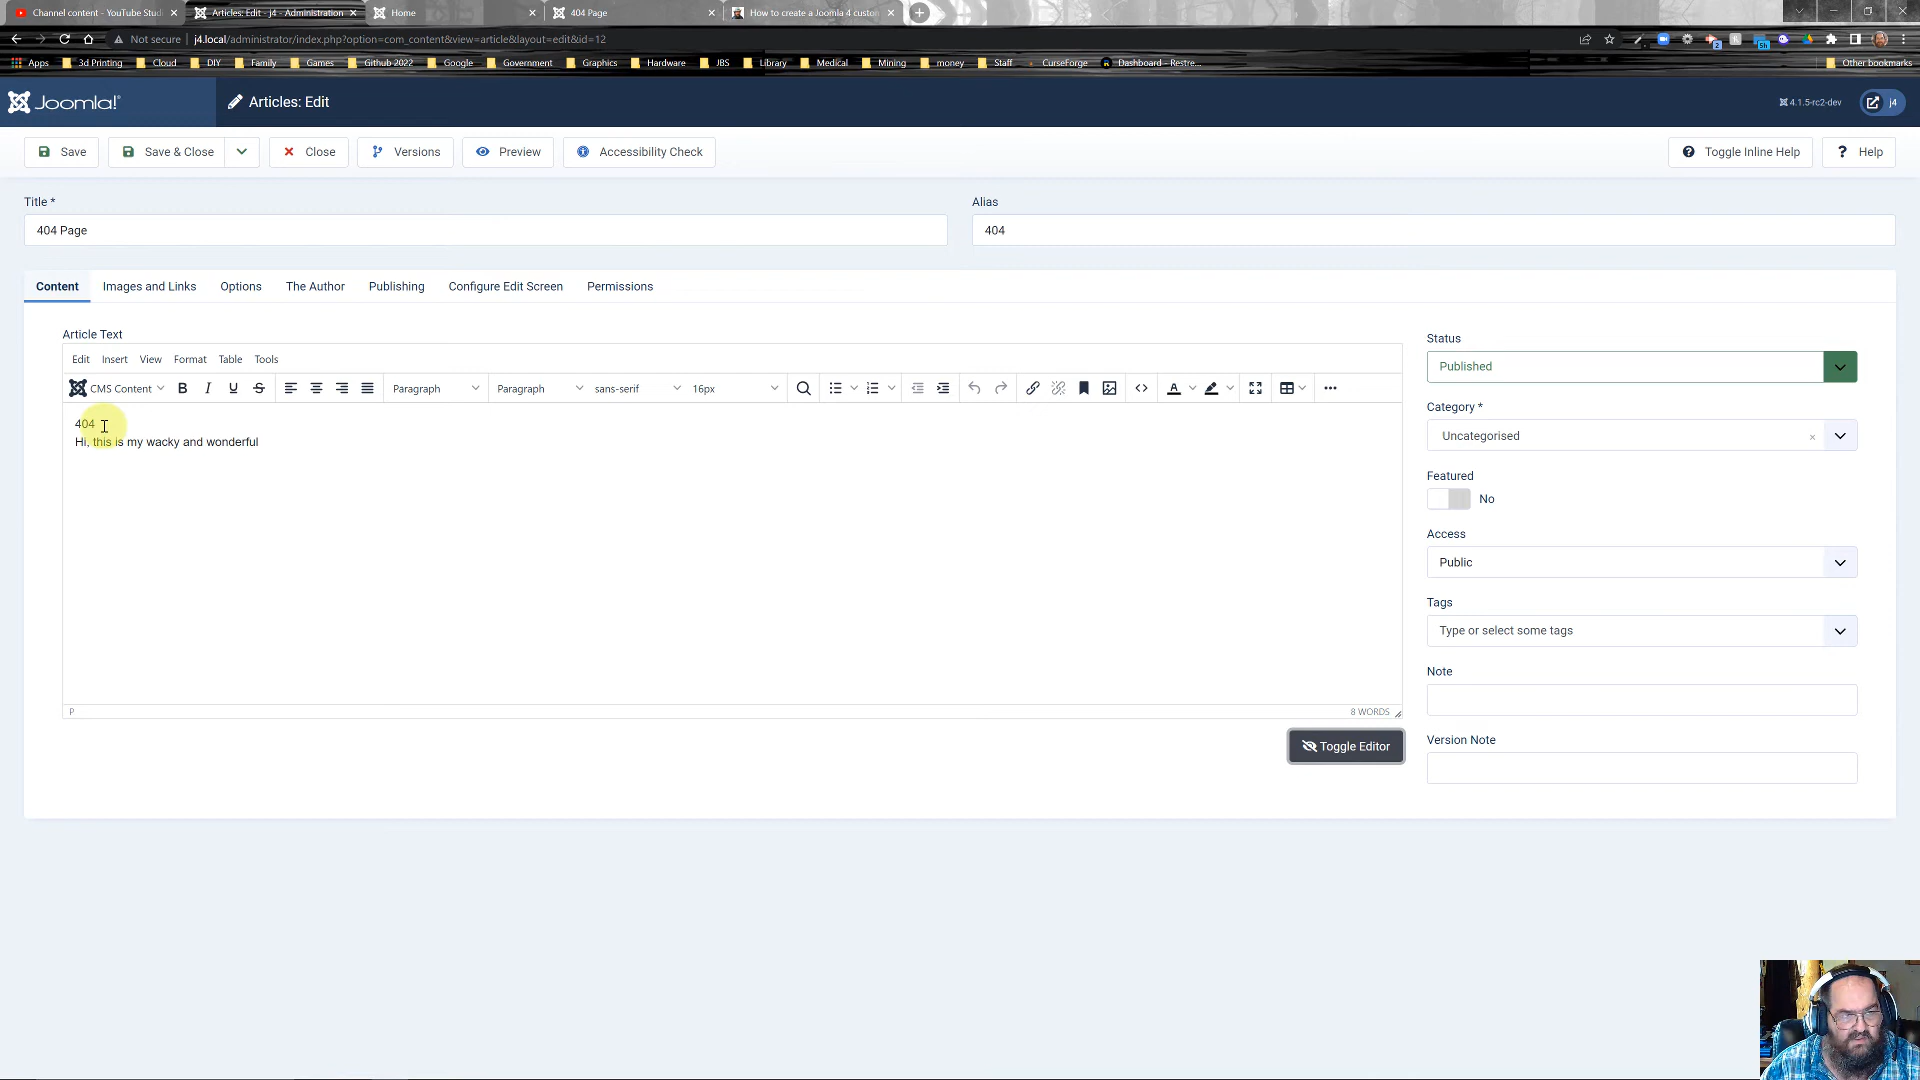 Channel content - YouTube Studi
Articles: Edit - j4 - Administration
Home
404 Page
How to create a Joomla 4 custo
Not secure
j4.local/administrator/index.php?option=com_content&view=article&layout=edit&id=12
Apps
3d Printing
Cloud
DIY
Family
Games
Github 2022
Google
Government
Graphics
Hardware
JBS
Library
Medical
Mining
money
Staff
CurseForge
Dashboard - Restre...
Other bookmarks
Joomla!®
Articles: Edit
4.1.5-rc2-dev
j4
Save
Save & Close
Close
Versions
Preview
Accessibility Check
Toggle Inline Help
Help
Title *
Alias
404 Page
404
Content
Images and Links
Options
The Author
Publishing
Configure Edit Screen
Permissions
Article Text
Edit
Insert
View
Format
Table
Tools
CMS Content
Paragraph
Paragraph
sans-serif
16px
404
Hi, this is my wacky and wonderful
P
8 WORDS
Toggle Editor
Status
Published
Category *
Uncategorised
Featured
No
Access
Public
Tags
Type or select some tags
Note
Version Note